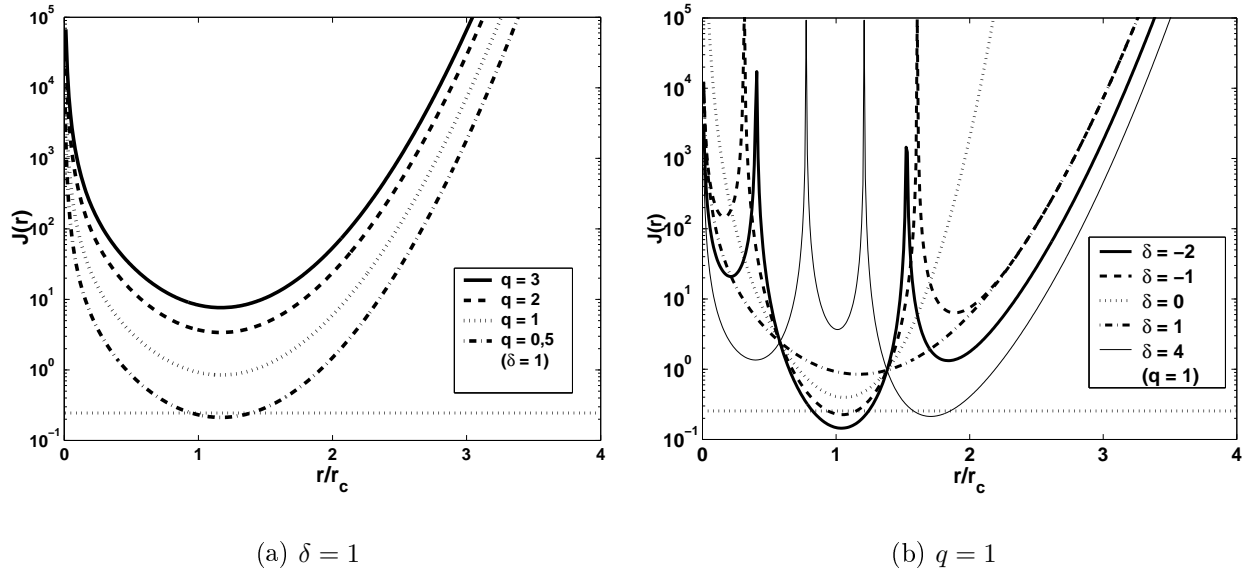 10^5
10^4
10^3
10^2
10^1
10^0
10^−1
J(r)
0
1
2
3
4
r/r_c
q = 3
q = 2
q = 1
q = 0,5
(δ = 1)
(a) δ = 1
10^5
10^4
10^3
10^2
10^1
10^0
10^−1
J(r)
0
1
2
3
4
r/r_c
δ = −2
δ = −1
δ = 0
δ = 1
δ = 4
(q = 1)
(b) q = 1